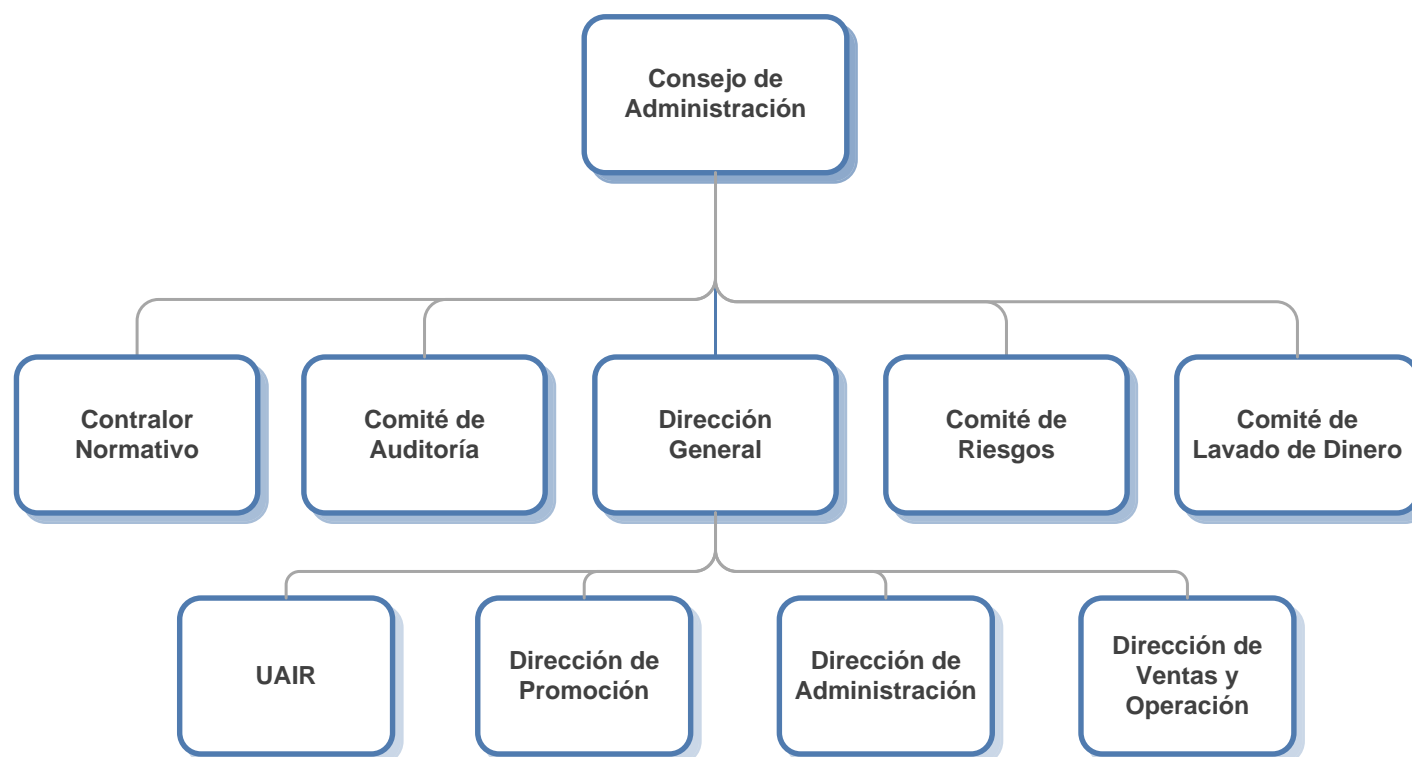 Consejo de
Administración
Contralor
Normativo
Comité de
Auditoría
Dirección
General
Comité de
Riesgos
Comité de
Lavado de Dinero
UAIR
Dirección de
Promoción
Dirección de
Administración
Dirección de
Ventas y
Operación